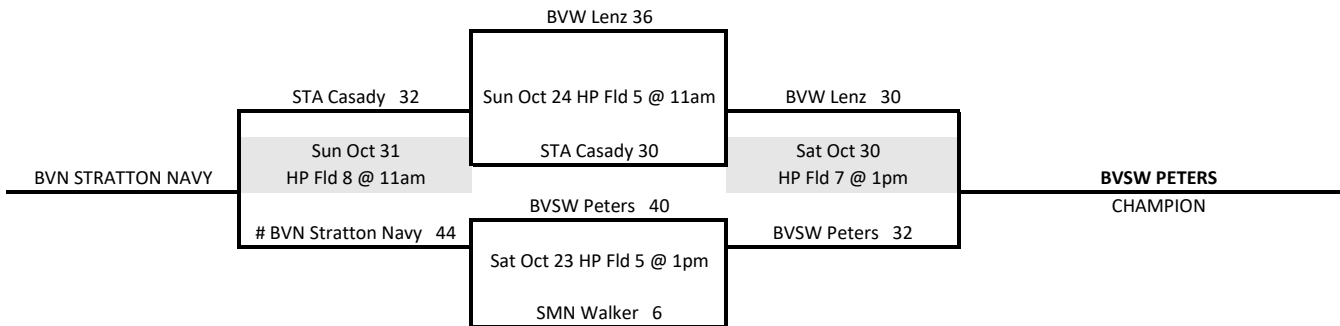 BVW Lenz 36
STA Casady 32
Sun Oct 24 HP Fld 5 @ 11am
BVW Lenz 30
Sun Oct 31
HP Fld 8 @ 11am
STA Casady 30
Sat Oct 30
HP Fld 7 @ 1pm
BVN STRATTON NAVY
BVSW PETERS
CHAMPION
BVSW Peters 40
# BVN Stratton Navy 44
BVSW Peters 32
Sat Oct 23 HP Fld 5 @ 1pm
SMN Walker 6